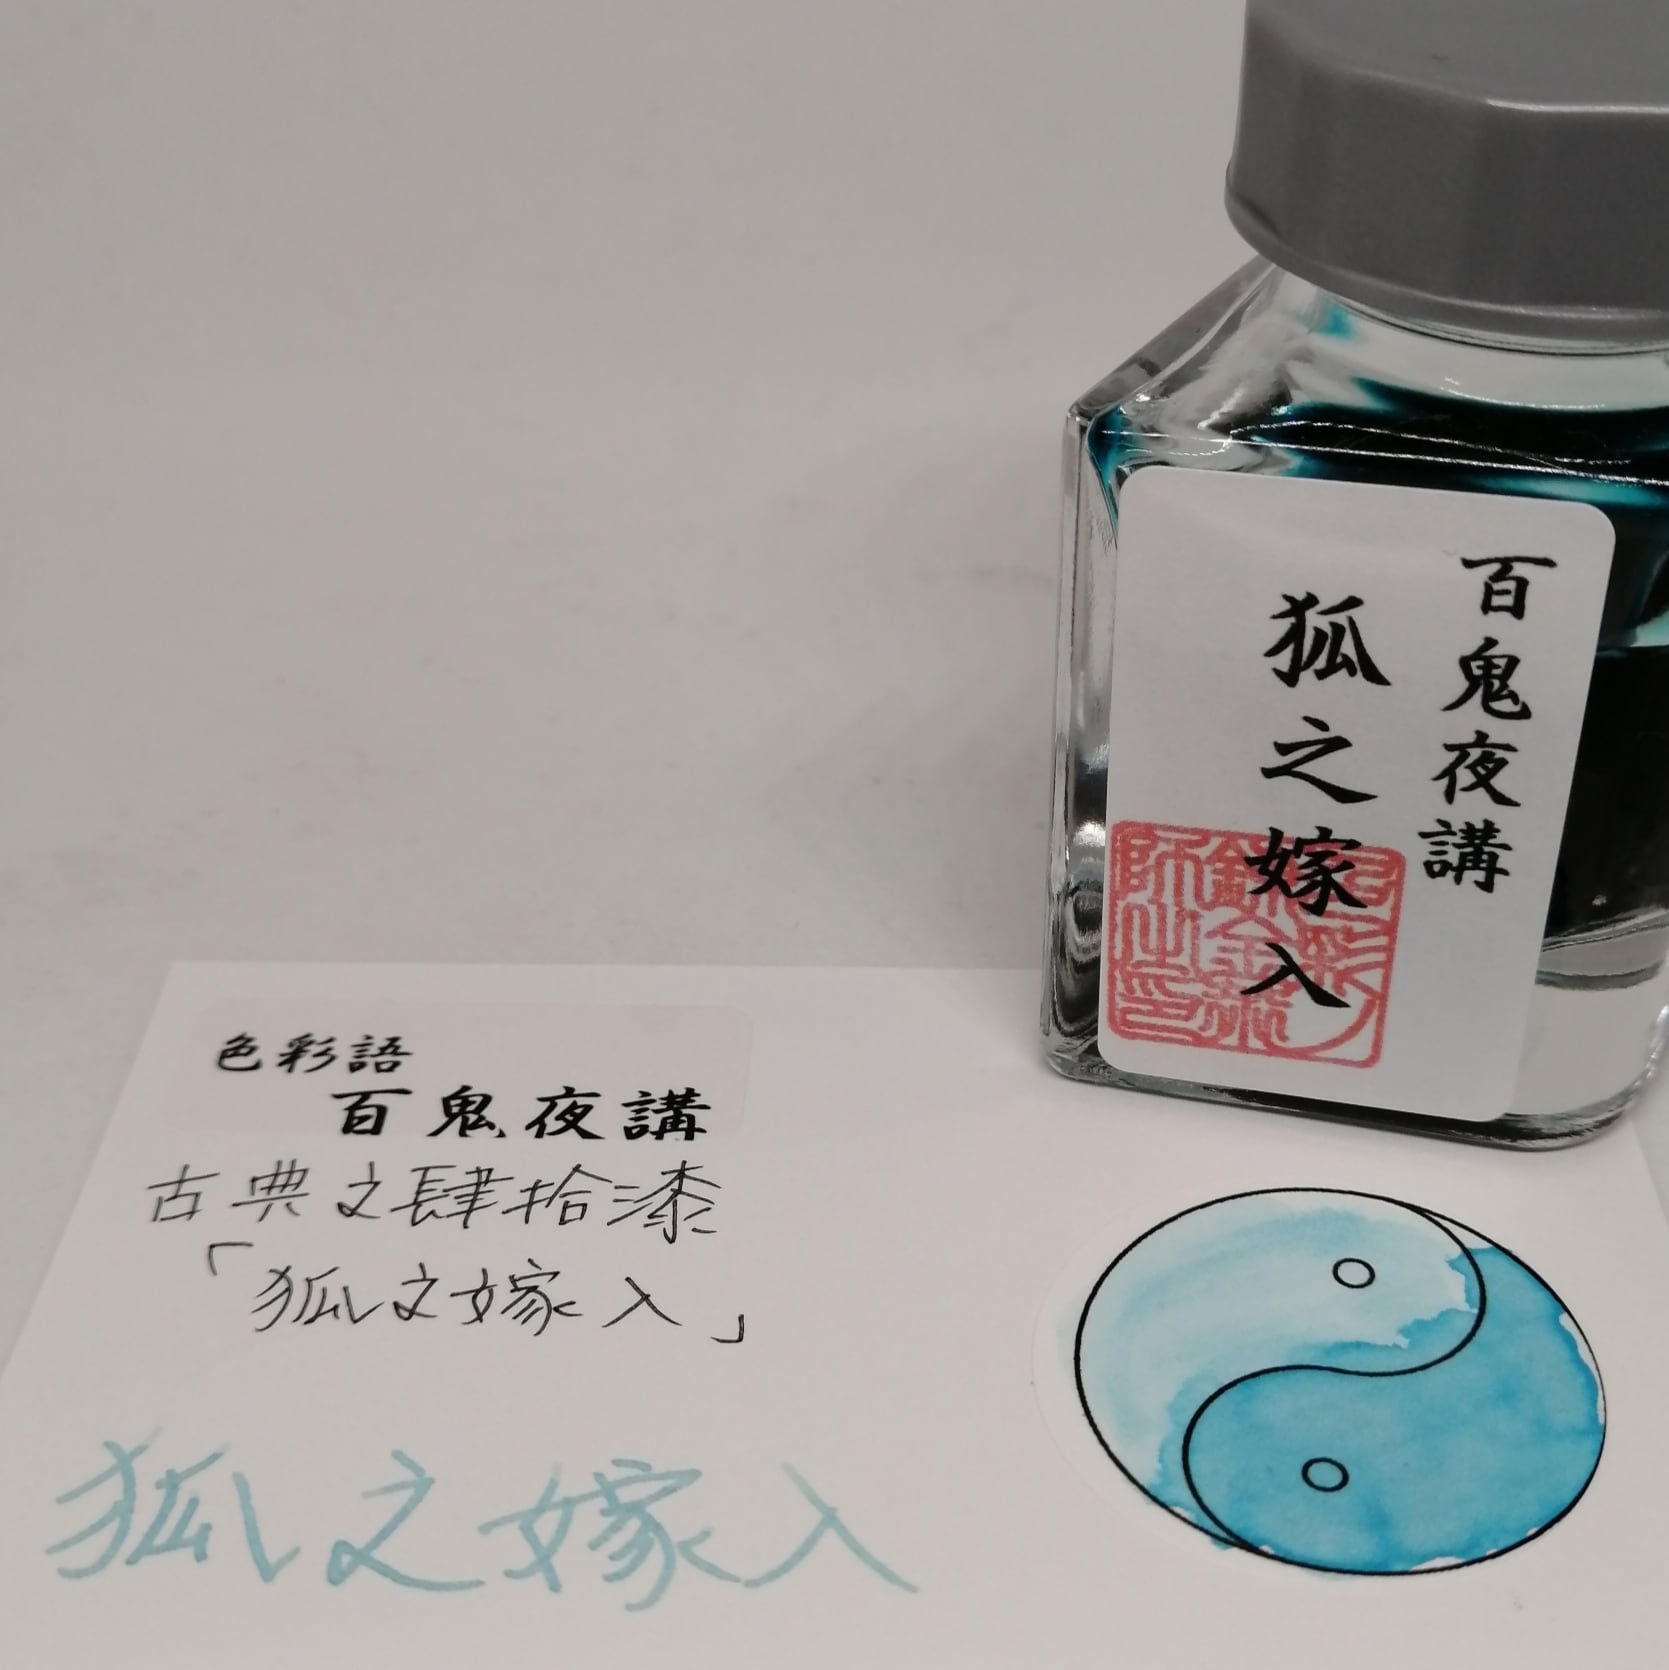 百鬼夜講
狐之嫁入
色彩語
百鬼夜講
古典之肆拾漆
「狐之嫁入」
狐之嫁入